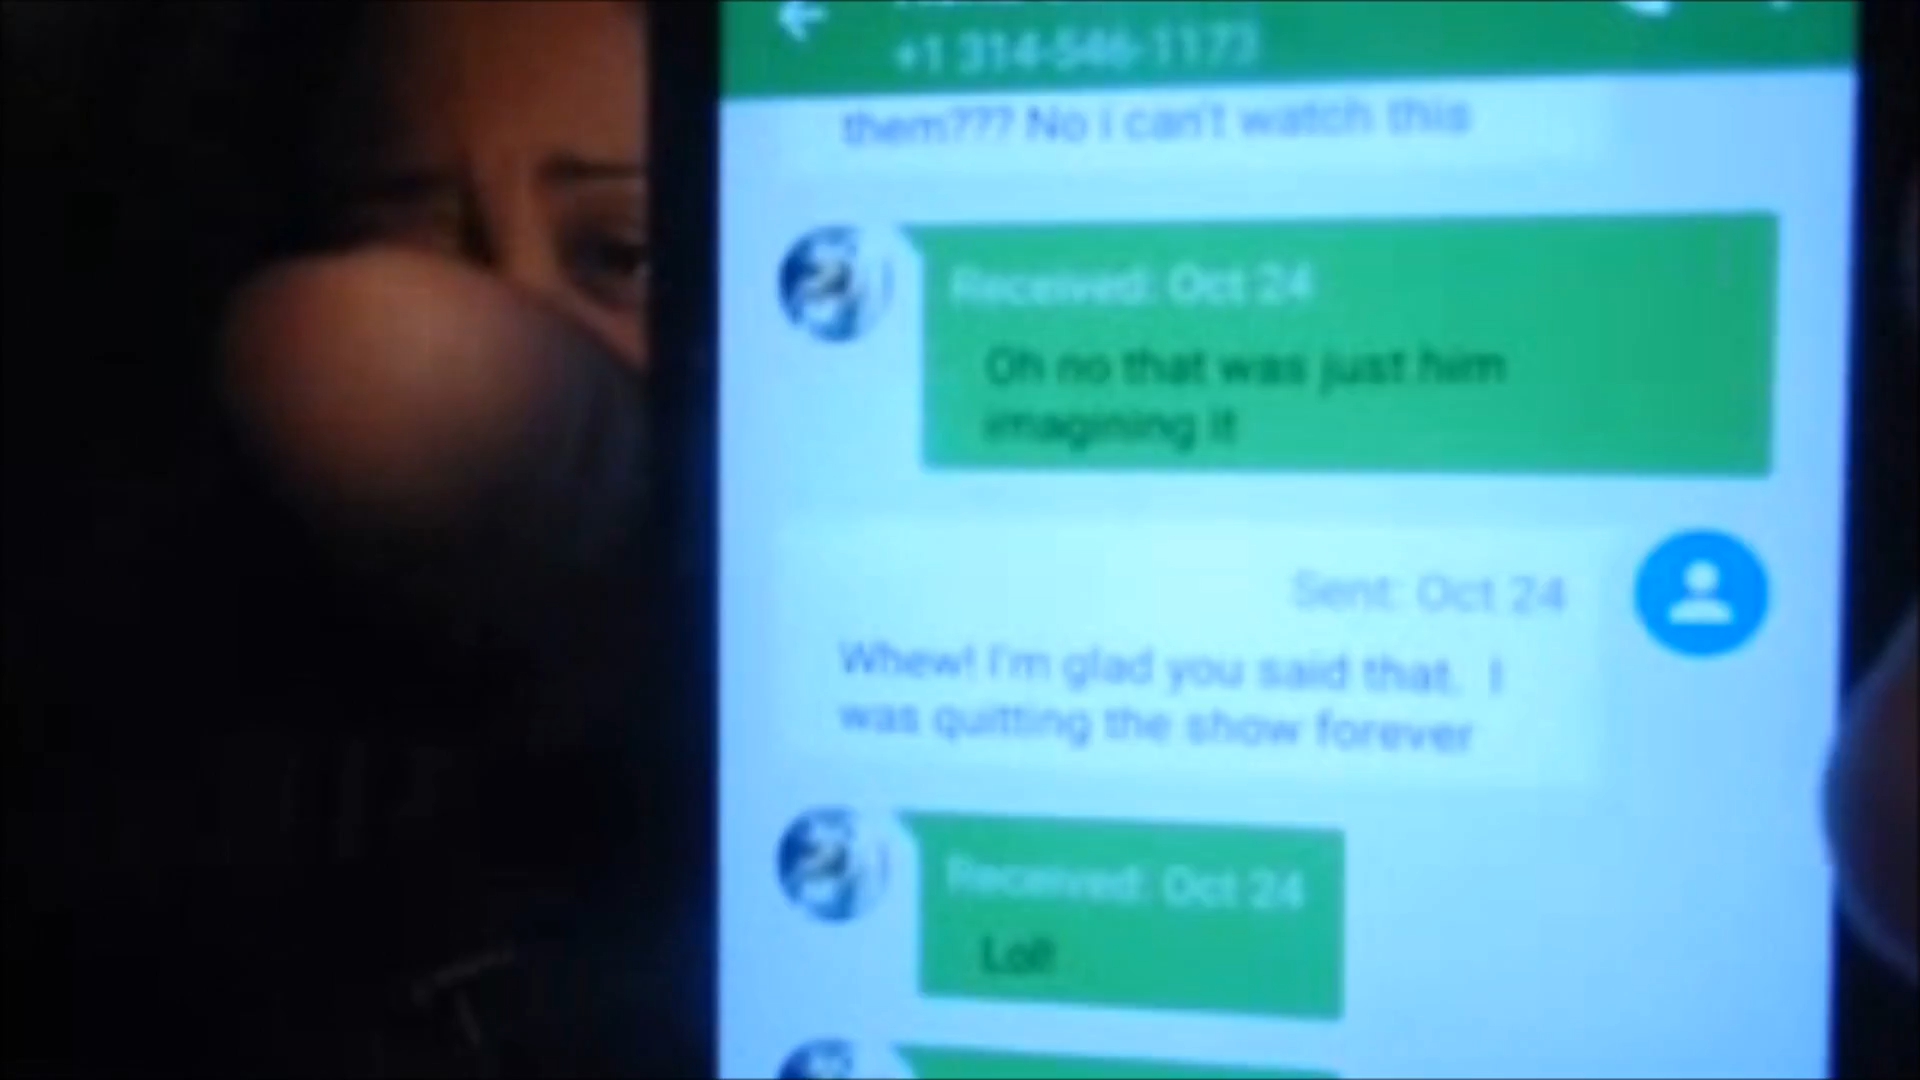 +1 314-546-1173
them??? No i can't watch this
Received: Oct 24
Oh no that was just him
imagining it
Sent: Oct 24
Whew! I'm glad you said that. I
was quitting the show forever
Received: Oct 24
Lol!